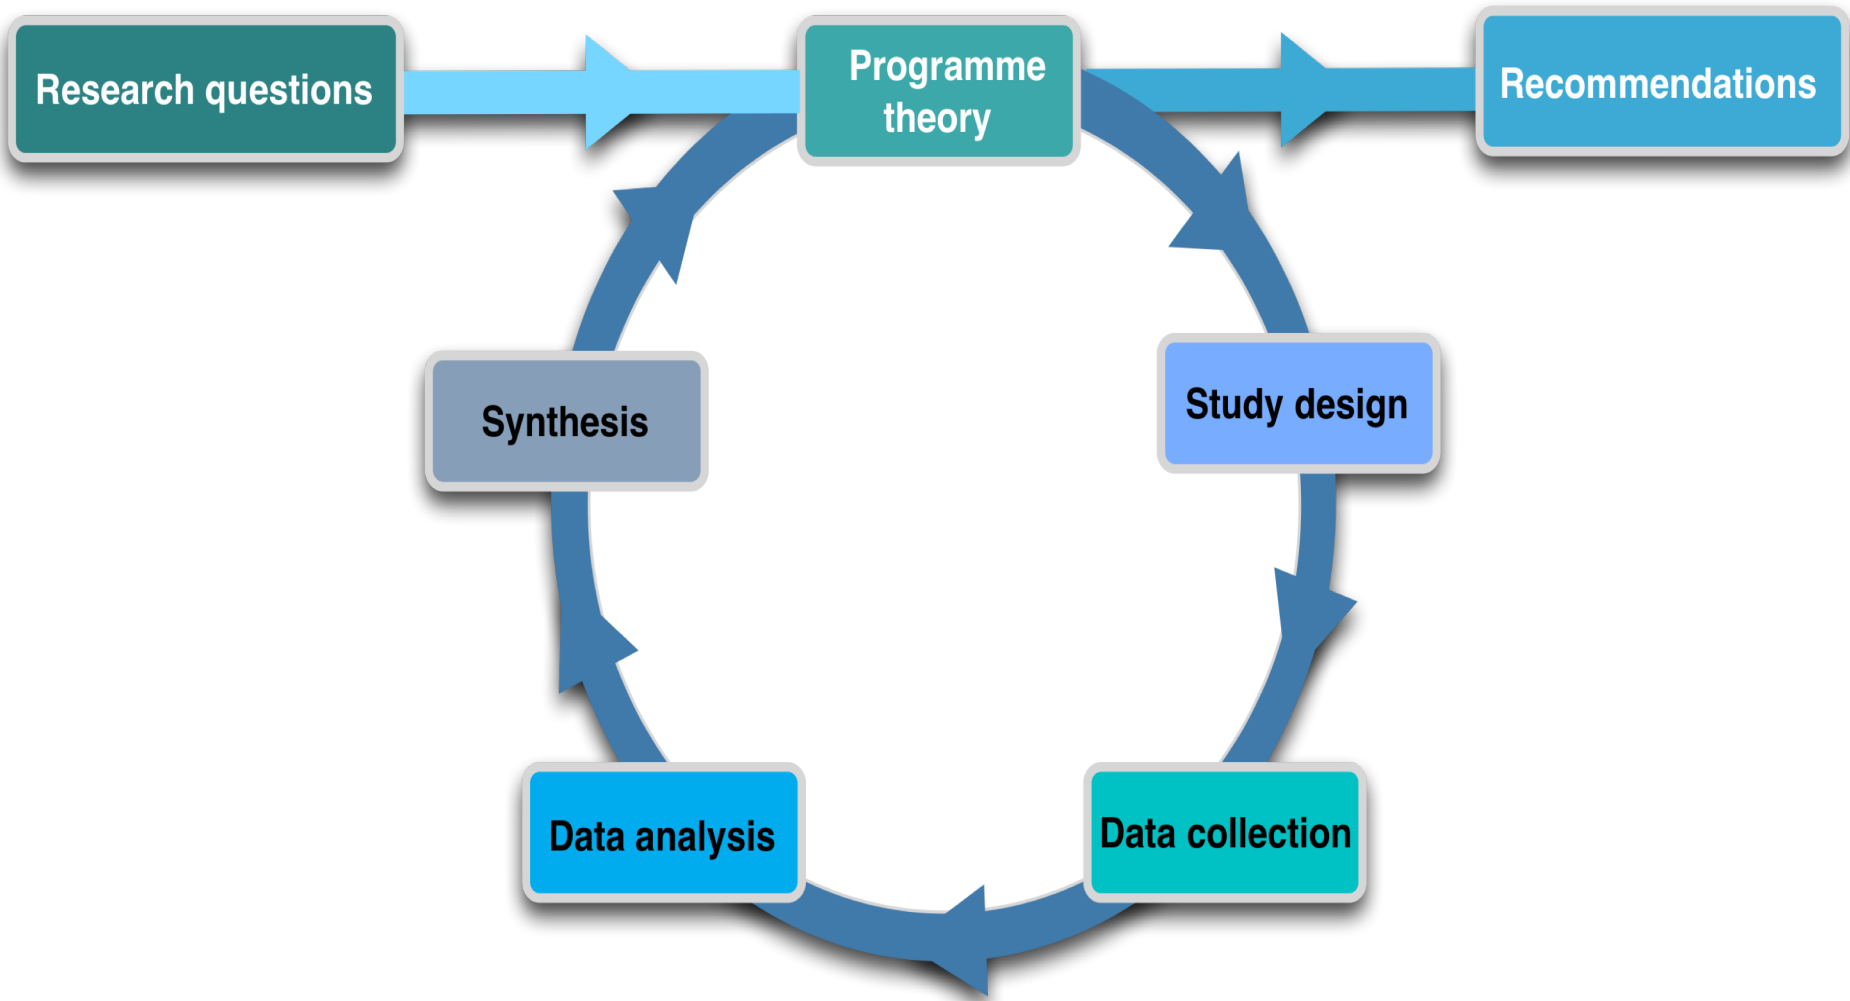 Research questions
Programme
theory
Recommendations
Synthesis
Study design
Data analysis
Data collection